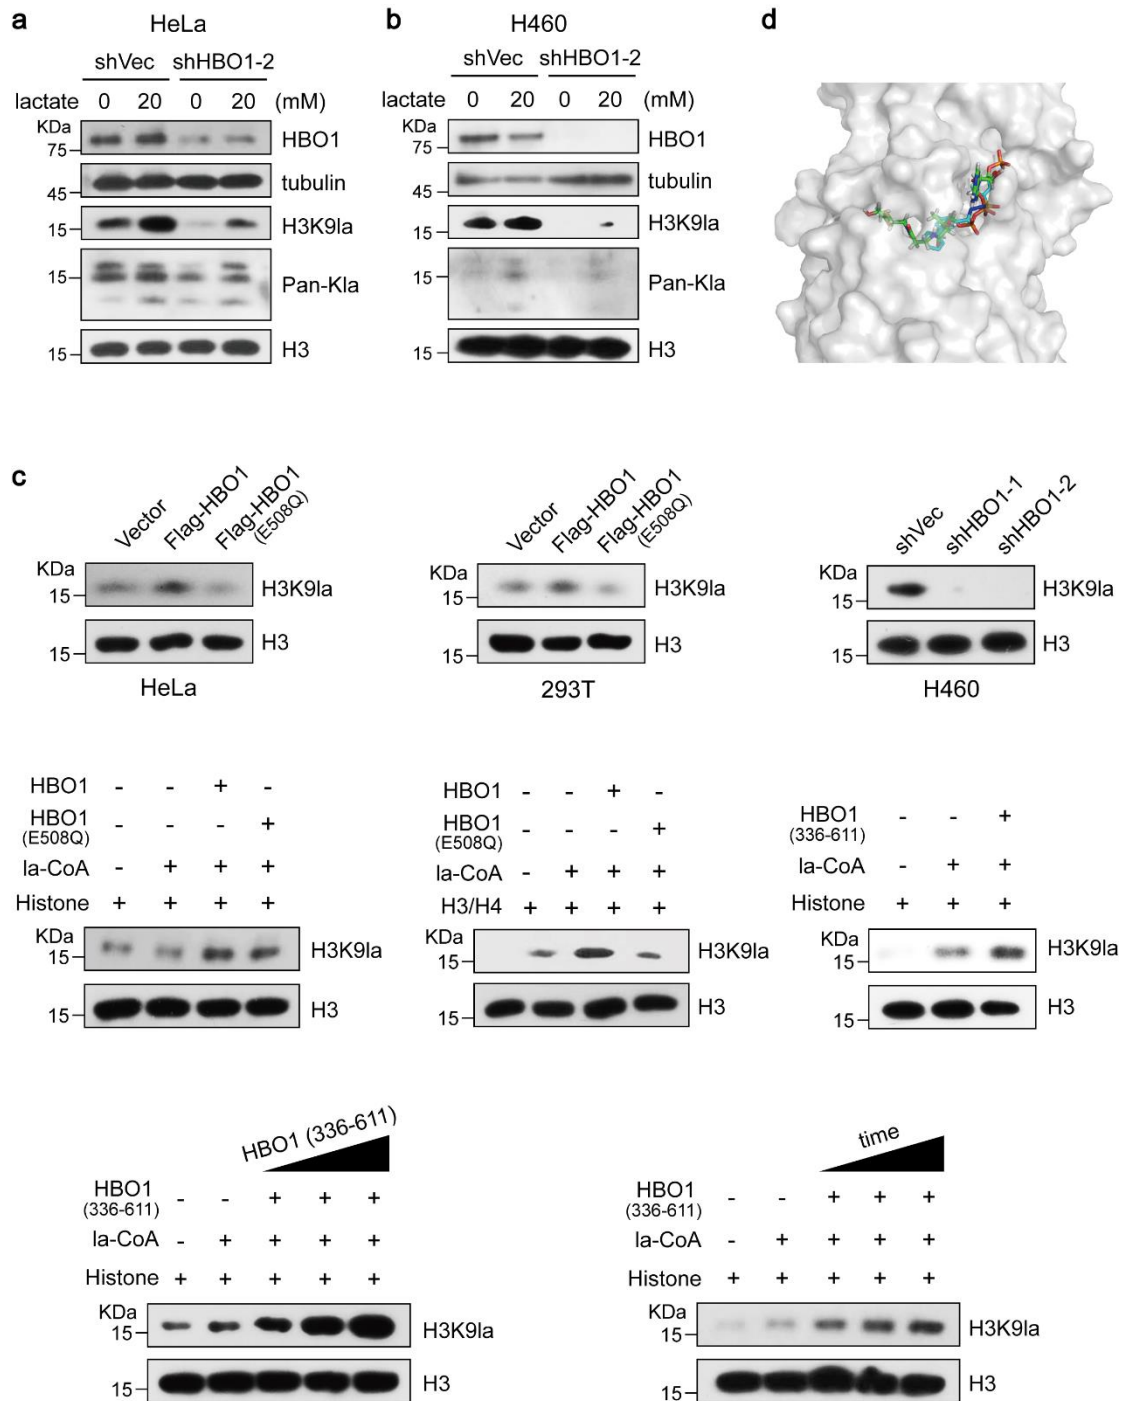 a
HeLa
shVec shHBO1-2
lactate 0 20 0 20 (mM)
KDa
75
HBO1
45
tubulin
15
H3K9la
15
Pan-Kla
15
H3
b
H460
shVec shHBO1-2
lactate 0 20 0 20 (mM)
KDa
75
HBO1
45
tubulin
15
H3K9la
15
Pan-Kla
15
H3
d
c
Vector Flag-HBO1 Flag-HBO1 (E508Q)
KDa
15
H3K9la
15
H3
HeLa
Vector Flag-HBO1 Flag-HBO1 (E508Q)
KDa
15
H3K9la
15
H3
293T
shVec shHBO1-1 shHBO1-2
KDa
15
H3K9la
15
H3
H460
HBO1 - - + -
HBO1 (E508Q) - - - +
la-CoA - + + +
Histone + + + +
KDa
15
H3K9la
15
H3
HBO1 - - + -
HBO1 (E508Q) - - - +
la-CoA - + + +
H3/H4 + + + +
KDa
15
H3K9la
15
H3
HBO1 (336-611) - - +
la-CoA - + +
Histone + + +
KDa
15
H3K9la
15
H3
HBO1 (336-611)
HBO1 (336-611) - - + + +
la-CoA - + + + +
Histone + + + + +
KDa
15
H3K9la
15
H3
time
HBO1 (336-611) - - + + +
la-CoA - + + + +
Histone + + + + +
KDa
15
H3K9la
15
H3